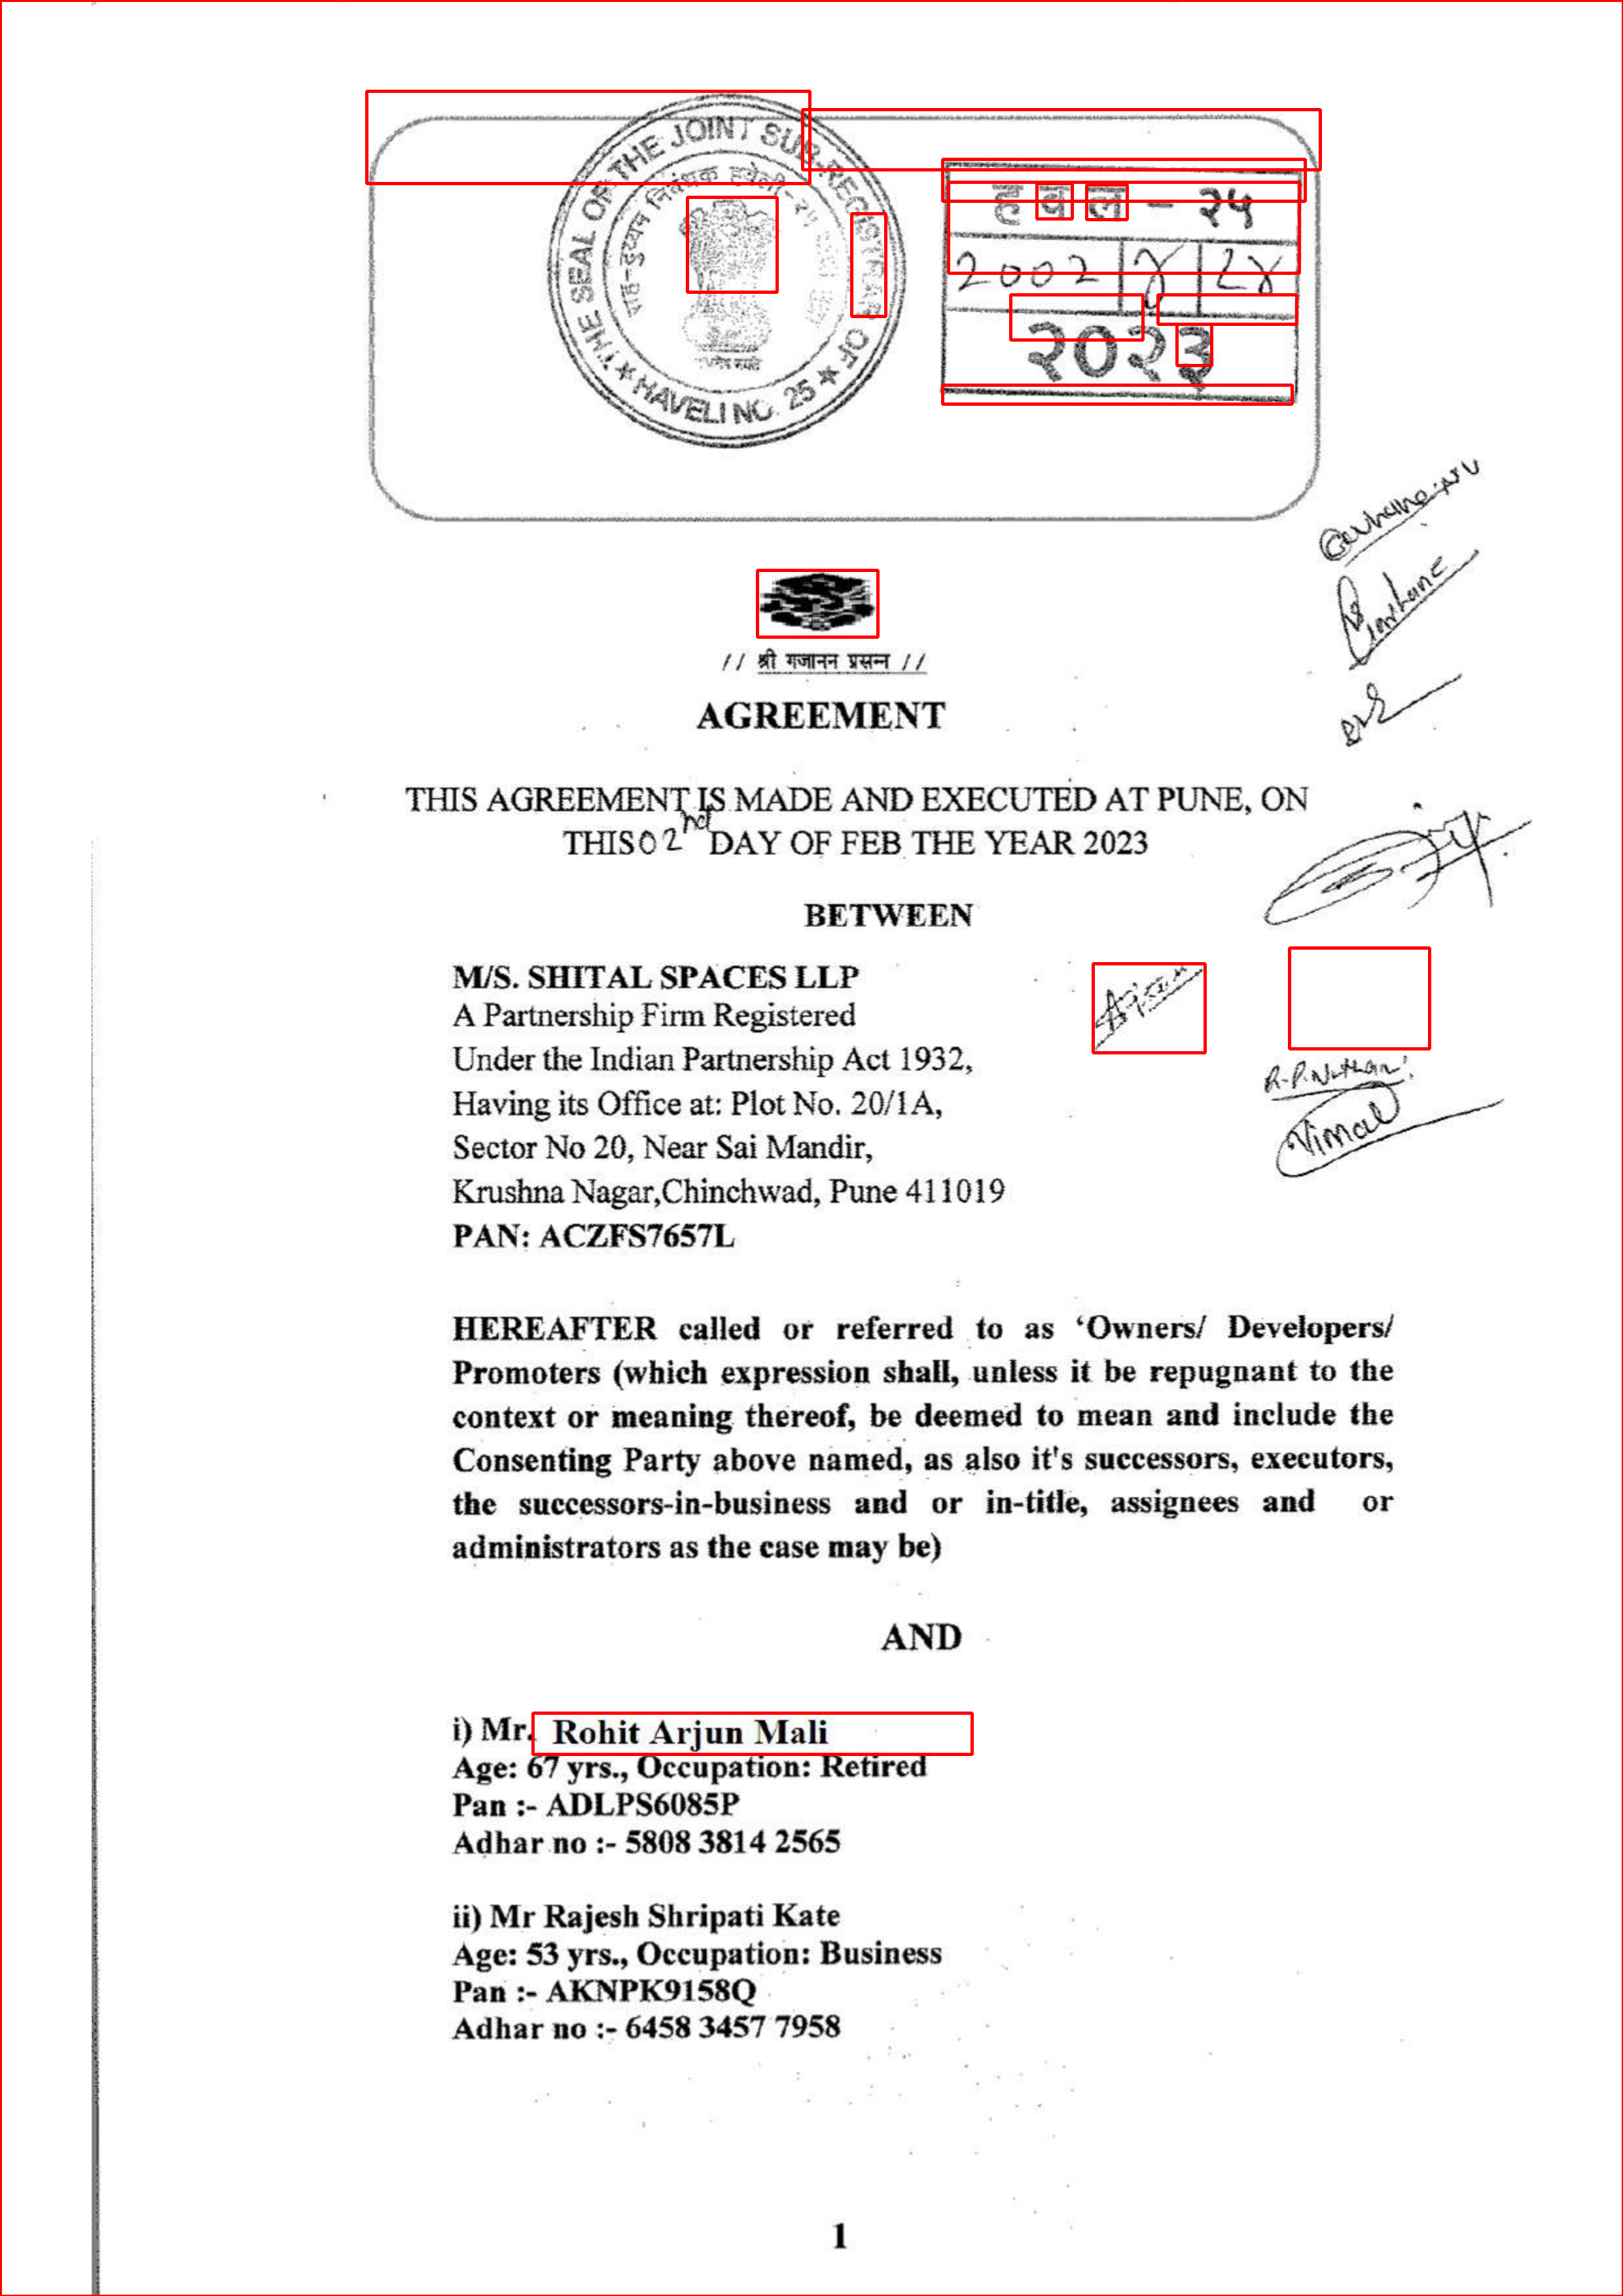 THE SEAL OF THE JOINT SUB-REGISTRAR OF
★ HAVELI NO. 25 ★
सह-दुय्यम निबंधक हवेली-२५
हवल - २५
2002 | 2४
२०२३
// श्री गजानन प्रसन्न //
AGREEMENT
THIS AGREEMENT IS MADE AND EXECUTED AT PUNE, ON
THIS 02nd DAY OF FEB THE YEAR 2023
BETWEEN
M/S. SHITAL SPACES LLP
A Partnership Firm Registered
Under the Indian Partnership Act 1932,
Having its Office at: Plot No. 20/1A,
Sector No 20, Near Sai Mandir,
Krushna Nagar,Chinchwad, Pune 411019
PAN: ACZFS7657L
R.P.Nathan
Vimal
HEREAFTER called or referred to as ‘Owners/ Developers/
Promoters (which expression shall, unless it be repugnant to the
context or meaning thereof, be deemed to mean and include the
Consenting Party above named, as also it's successors, executors,
the successors-in-business and or in-title, assignees and or
administrators as the case may be)
AND
i) Mr. Rohit Arjun Mali
Age: 67 yrs., Occupation: Retired
Pan :- ADLPS6085P
Adhar no :- 5808 3814 2565
ii) Mr Rajesh Shripati Kate
Age: 53 yrs., Occupation: Business
Pan :- AKNPK9158Q
Adhar no :- 6458 3457 7958
1